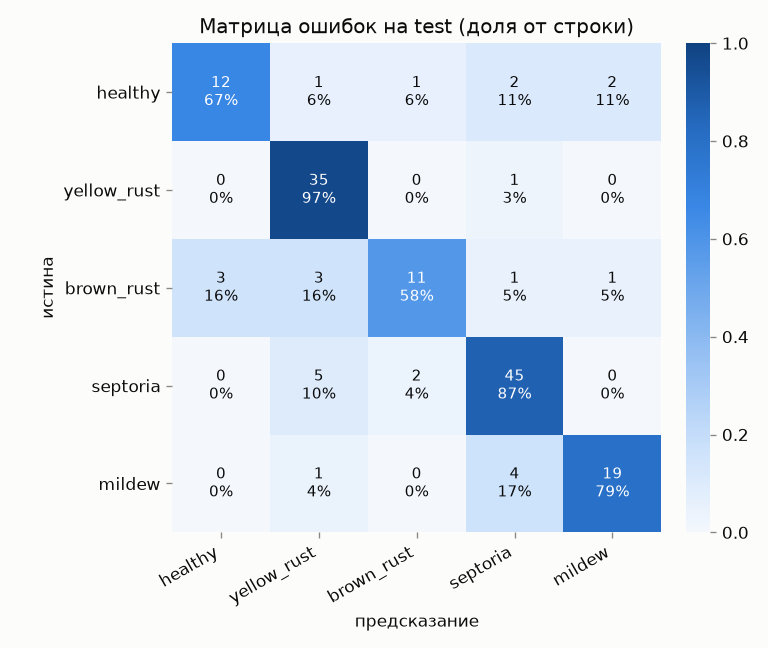 Матрица ошибок на test (доля от строки)
healthy 12 1 1 2 2
67% 6% 6% 11% 11%
yellow_rust 0 35 0 1 0
0% 97% 0% 3% 0%
brown_rust 3 3 11 1 1
16% 16% 58% 5% 5%
septoria 0 5 2 45 0
0% 10% 4% 87% 0%
mildew 0 1 0 4 19
0% 4% 0% 17% 79%
healthy yellow_rust brown_rust septoria mildew
предсказание
истина
1.0
0.8
0.6
0.4
0.2
0.0